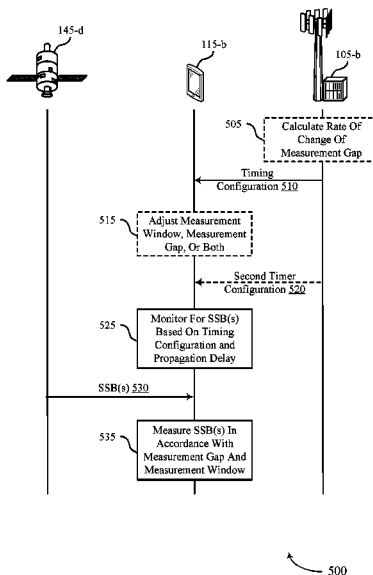 145-d
115-b
105-b
505
Calculate Rate Of
Change Of
Measurement Gap
Timing
Configuration 510
515
Adjust Measurement
Window, Measurement
Gap, Or Both
Second Timer
Configuration 520
525
Monitor For SSB(s)
Based On Timing
Configuration and
Propagation Delay
SSB(s) 530
535
Measure SSB(s) In
Accordance With
Measurement Gap And
Measurement Window
500